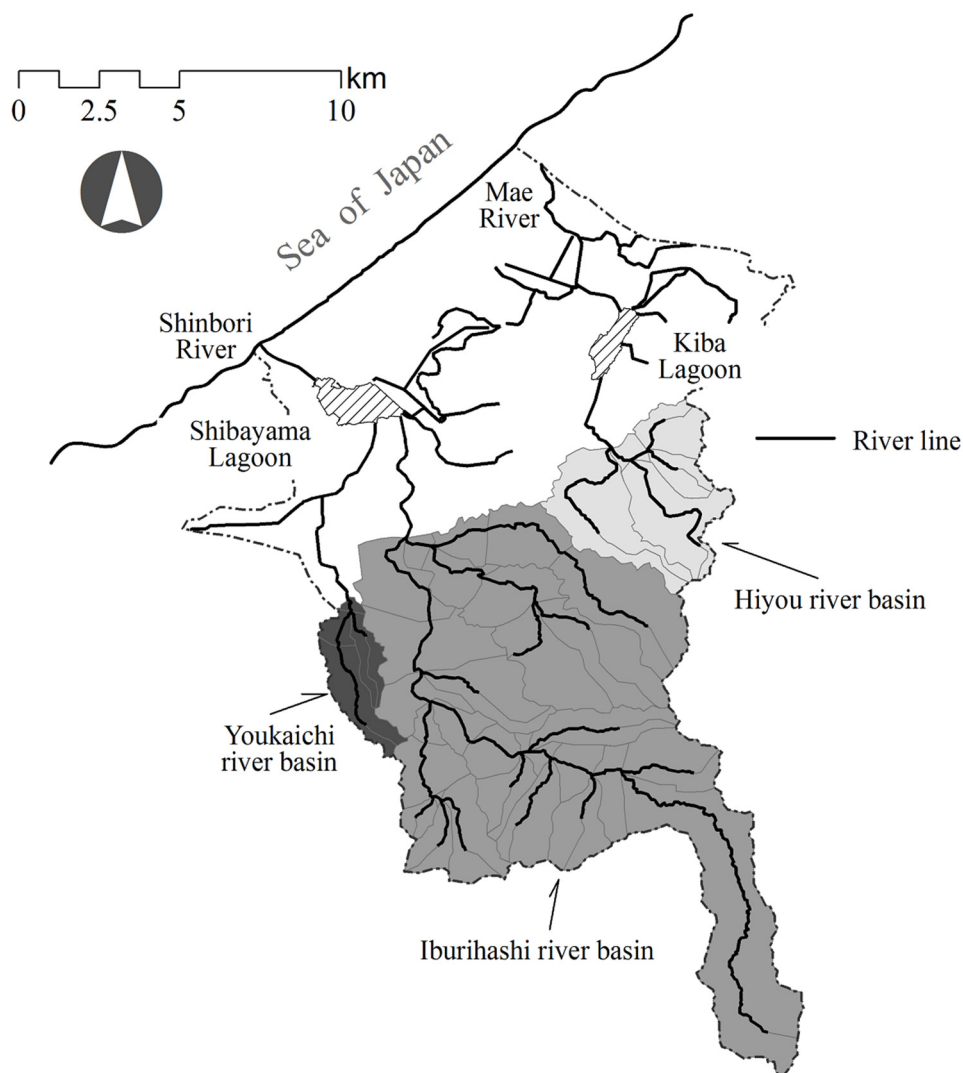 km
0 2.5 5 10
Sea of Japan
Mae
River
Shinbori
River
Kiba
Lagoon
Shibayama
Lagoon
River line
Hiyou river basin
Youkaichi
river basin
Iburihashi river basin